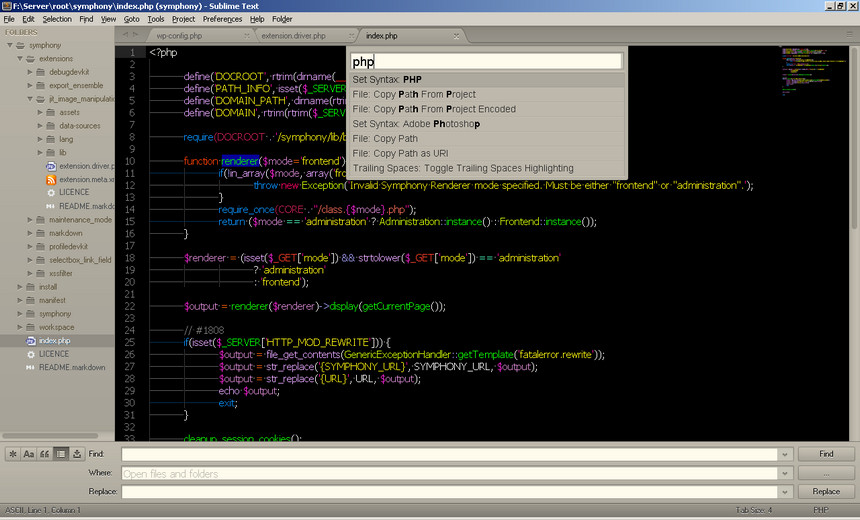 F:\Server\root\symphony\index.php (symphony) - Sublime Text
File Edit Selection Find View Goto Tools Project Preferences Help Folder
FOLDERS
symphony
extensions
debugdevkit
export_ensemble
jit_image_manipulati
assets
data-sources
lang
lib
extension.driver.p
extension.meta.xm
LICENCE
README.markd
maintenance_mode
markdown
profiledevkit
selectbox_link_field
xssfilter
install
manifest
symphony
workspace
index.php
LICENCE
README.markdown
wp-config.php extension.driver.php index.php
php
Set Syntax: PHP
File: Copy Path From Project
File: Copy Path From Project Encoded
Set Syntax: Adobe Photoshop
File: Copy Path
File: Copy Path as URI
Trailing Spaces: Toggle Trailing Spaces Highlighting
1 <?php
2
3 define('DOCROOT', rtrim(dirname(
4 define('PATH_INFO', isset($_SERV
5 define('DOMAIN_PATH', dirname(rtri
6 define('DOMAIN', rtrim(rtrim($_SERV
7
8 require(DOCROOT . '/symphony/lib/b
9
10 function renderer($mode='frontend')
11 if(!in_array($mode, array('fro
12 throw new Exception('Invalid Symphony Renderer mode specified. Must be either "frontend" or "administration".');
13 }
14 require_once(CORE . "/class.{$mode}.php");
15 return ($mode == 'administration' ? Administration::instance() : Frontend::instance());
16 }
17
18 $renderer = (isset($_GET['mode']) && strtolower($_GET['mode']) == 'administration'
19 ? 'administration'
20 : 'frontend');
21
22 $output = renderer($renderer)->display(getCurrentPage());
23
24 // #1808
25 if(isset($_SERVER['HTTP_MOD_REWRITE'])) {
26 $output = file_get_contents(GenericExceptionHandler::getTemplate('fatalerror.rewrite'));
27 $output = str_replace('{SYMPHONY_URL}', SYMPHONY_URL, $output);
28 $output = str_replace('{URL}', URL, $output);
29 echo $output;
30 exit;
31 }
32
33 cleanup_session_cookies();
Find: Find
Where: Open files and folders ...
Replace: Replace
ASCII, Line 1, Column 1 Tab Size: 4 PHP